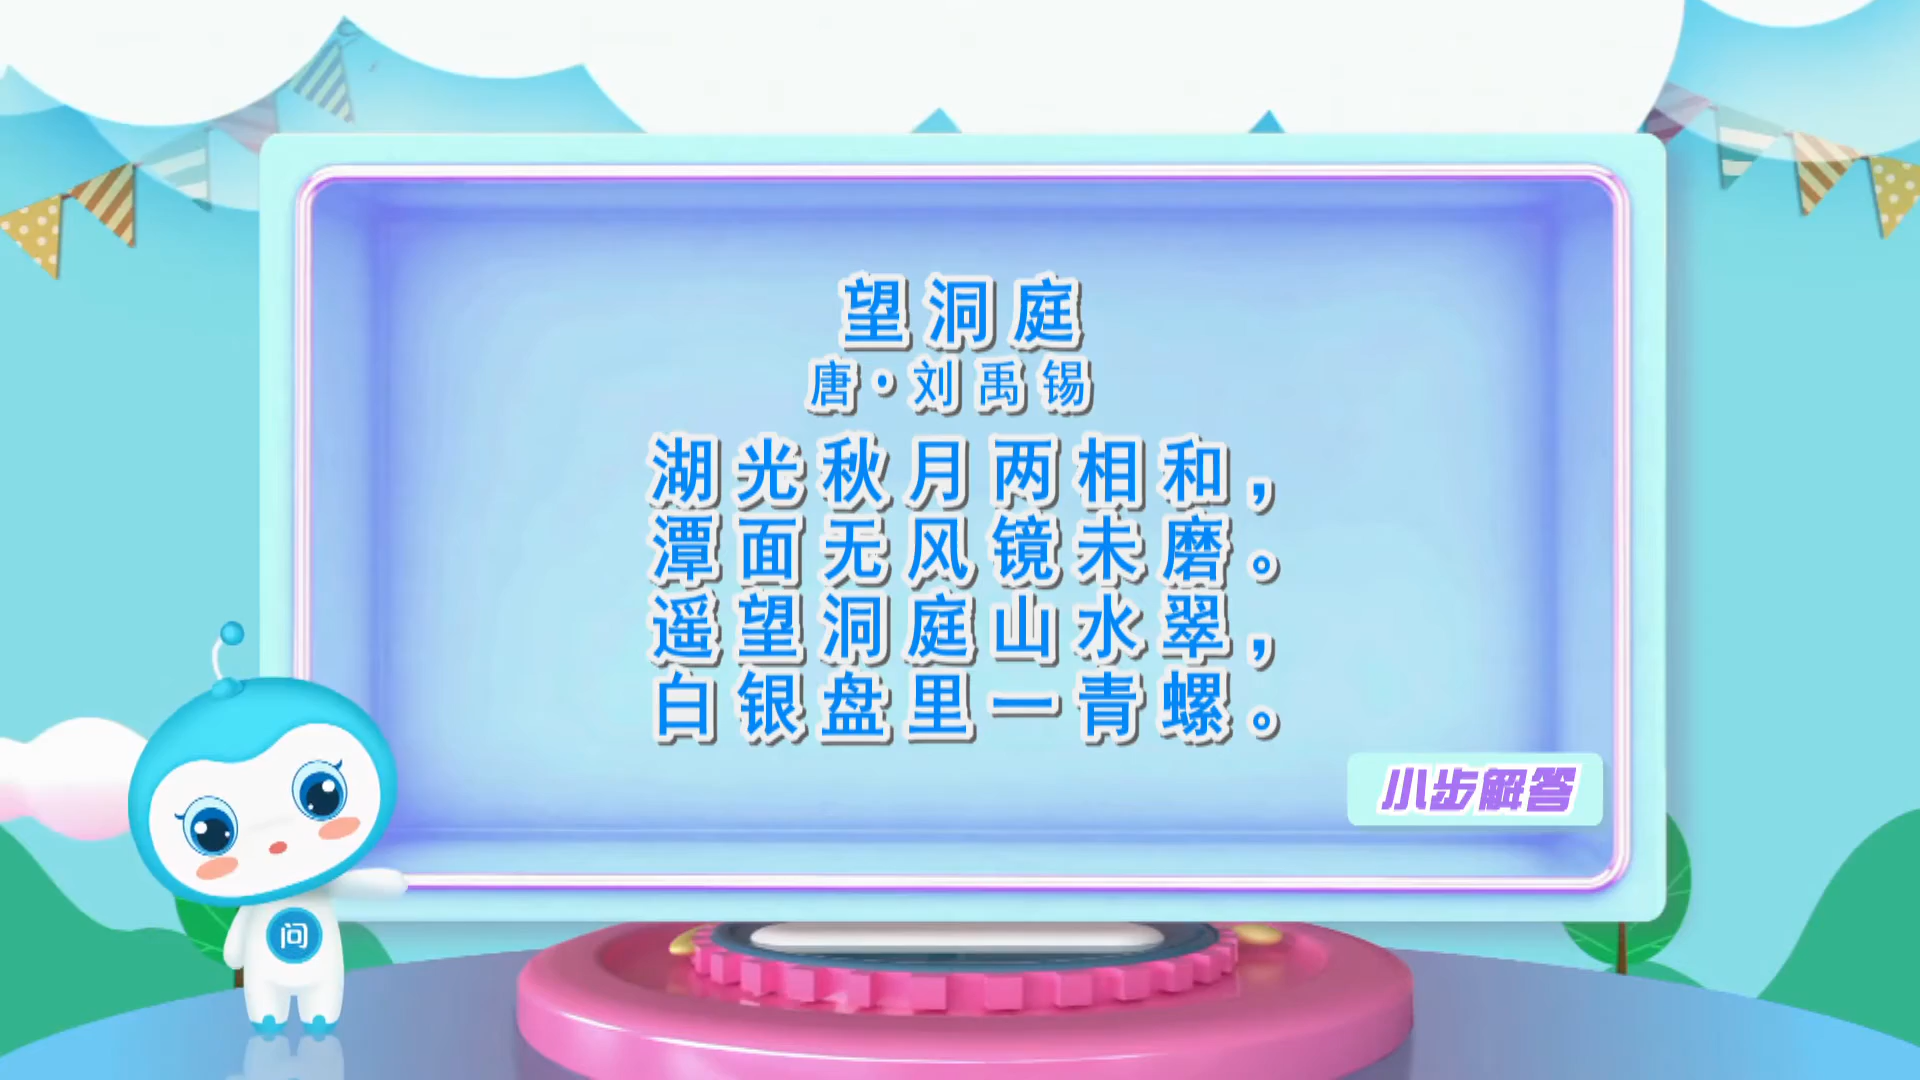 望洞庭
唐·刘禹锡
湖光秋月两相和，
潭面无风镜未磨。
遥望洞庭山水翠，
白银盘里一青螺。
小步解答
问